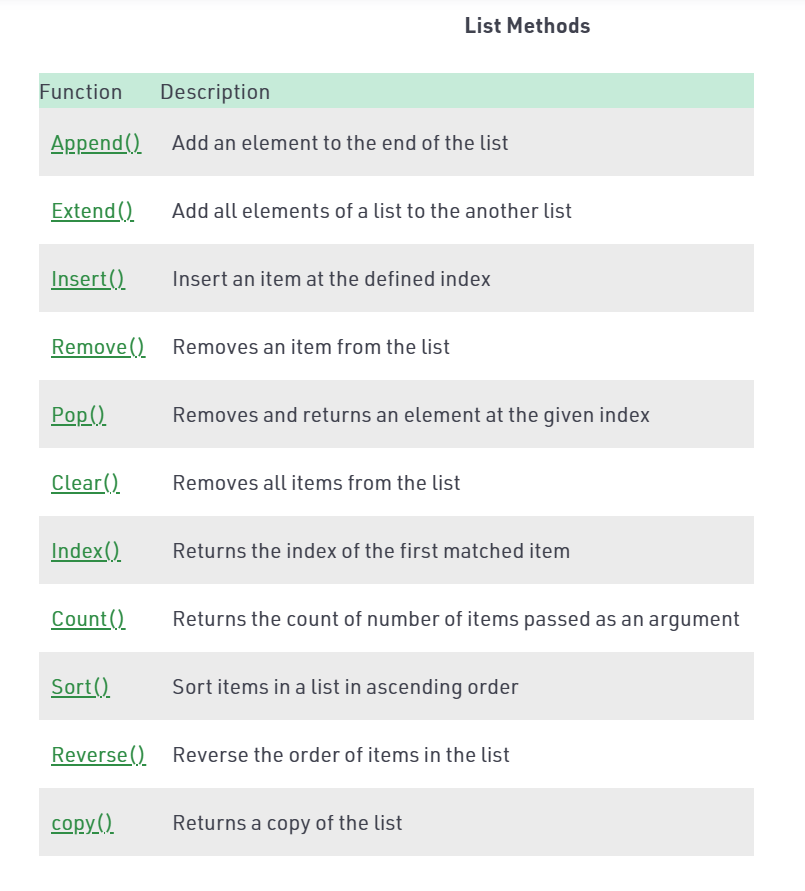 List Methods
Function Description
Append() Add an element to the end of the list
Extend() Add all elements of a list to the another list
Insert() Insert an item at the defined index
Remove() Removes an item from the list
Pop() Removes and returns an element at the given index
Clear() Removes all items from the list
Index() Returns the index of the first matched item
Count() Returns the count of number of items passed as an argument
Sort() Sort items in a list in ascending order
Reverse() Reverse the order of items in the list
copy() Returns a copy of the list